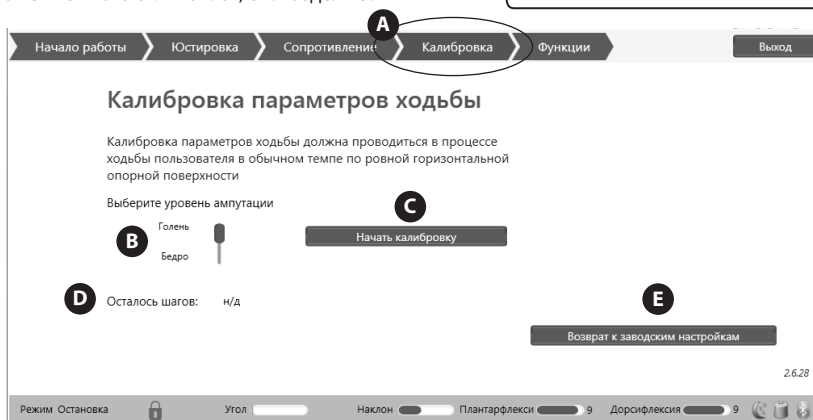 A
Начало работы Юстировка Сопротивление Калибровка Функции Выход
Калибровка параметров ходьбы
Калибровка параметров ходьбы должна проводиться в процессе
ходьбы пользователя в обычном темпе по ровной горизонтальной
опорной поверхности
Выберите уровень ампутации
C
Голень
B
Начать калибровку
Бедро
D
Осталось шагов: н/д
E
Возврат к заводским настройкам
2.6.28
Режим Остановка Угол Наклон Плантарфлекси 9 Дорсифлексия 9